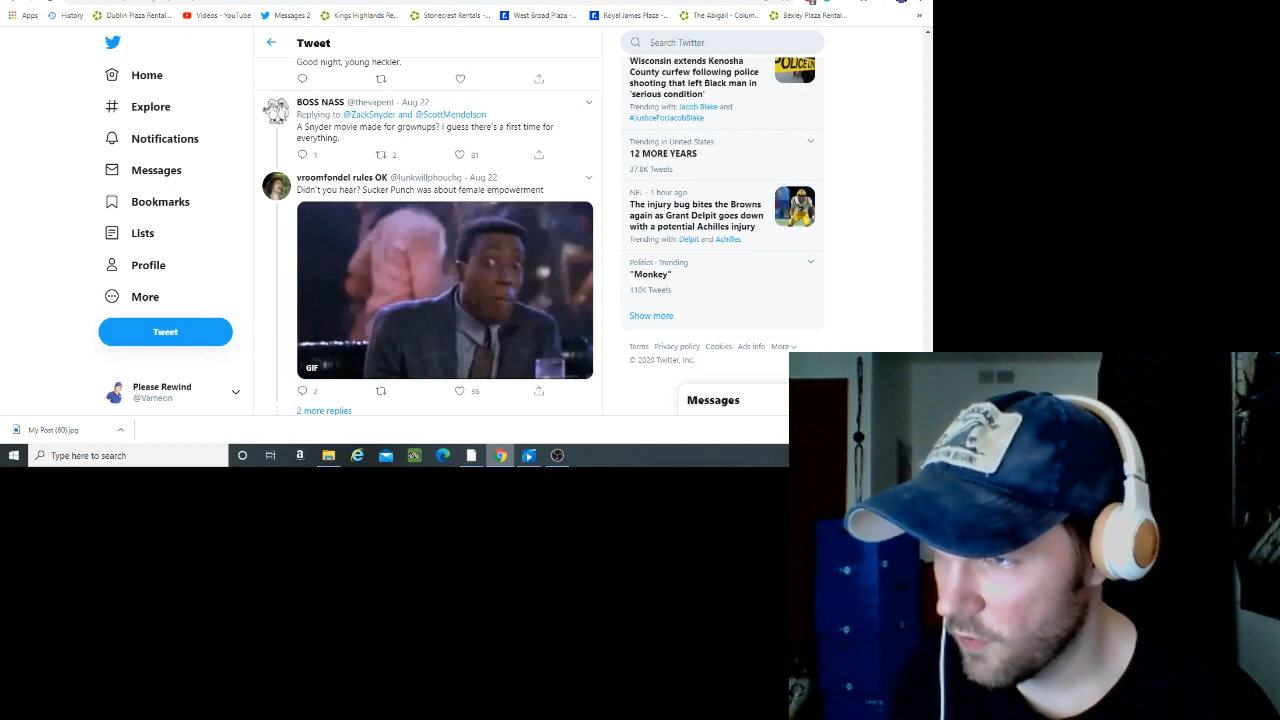 Apps
History
Dublin Plaza Rental...
Videos - YouTube
Messages 2
Kings Highlands Re...
Stonecrest Rentals -...
West Broad Plaza -...
Royal James Plaza -...
The Abigail - Colum...
Bexley Plaza Rental...
»
Home
Explore
Notifications
Messages
Bookmarks
Lists
Profile
More
Tweet
Please Rewind
@Vameon
Tweet
Good night, young heckler.
BOSS NASS @thevapent · Aug 22
Replying to @ZackSnyder and @ScottMendelson
A Snyder movie made for grownups? I guess there's a first time for
everything.
1 2 81
vroomfondel rules OK @lunkwillphouchg · Aug 22
Didn't you hear? Sucker Punch was about female empowerment
GIF
2 36
2 more replies
Search Twitter
Wisconsin extends Kenosha
County curfew following police
shooting that left Black man in
'serious condition'
Trending with: Jacob Blake and
#JusticeForJacobBlake
Trending in United States
12 MORE YEARS
37.8K Tweets
NFL · 1 hour ago
The injury bug bites the Browns
again as Grant Delpit goes down
with a potential Achilles injury
Trending with: Delpit and Achilles
Politics · Trending
"Monkey"
110K Tweets
Show more
Terms Privacy policy Cookies Ads info More
© 2020 Twitter, Inc.
Messages
My Post (60).jpg
Type here to search